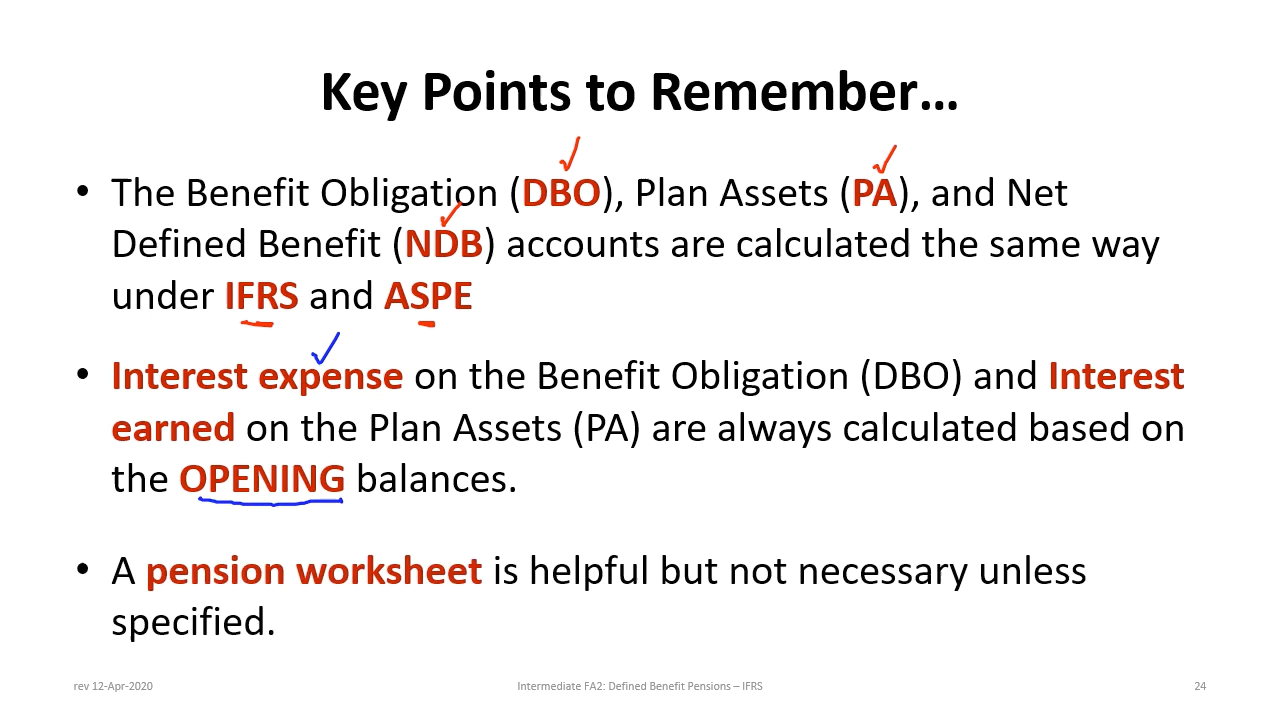 Key Points to Remember…
• The Benefit Obligation (DBO), Plan Assets (PA), and Net
Defined Benefit (NDB) accounts are calculated the same way
under IFRS and ASPE
• Interest expense on the Benefit Obligation (DBO) and Interest
earned on the Plan Assets (PA) are always calculated based on
the OPENING balances.
• A pension worksheet is helpful but not necessary unless
specified.
rev 12-Apr-2020
Intermediate FA2: Defined Benefit Pensions – IFRS
24